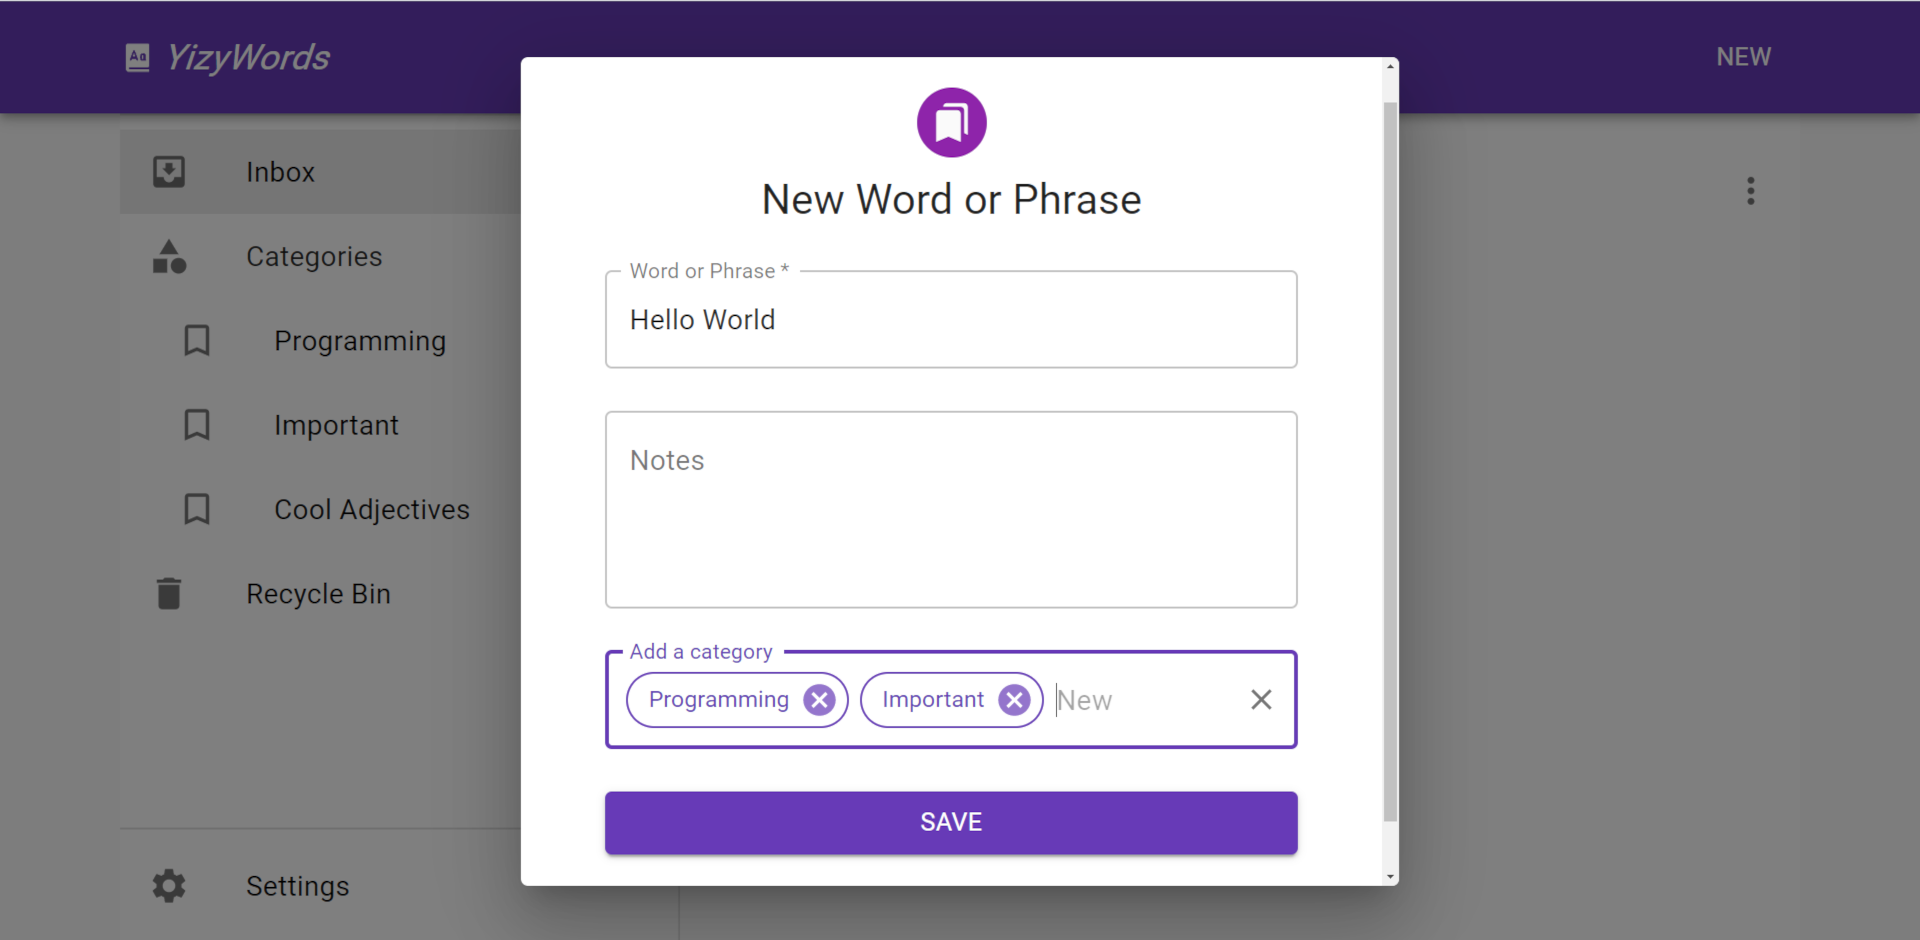 Aa YizyWords
NEW
Inbox
Categories
Programming
Important
Cool Adjectives
Recycle Bin
Settings
New Word or Phrase
Word or Phrase *
Hello World
Notes
Add a category
Programming Important New
SAVE